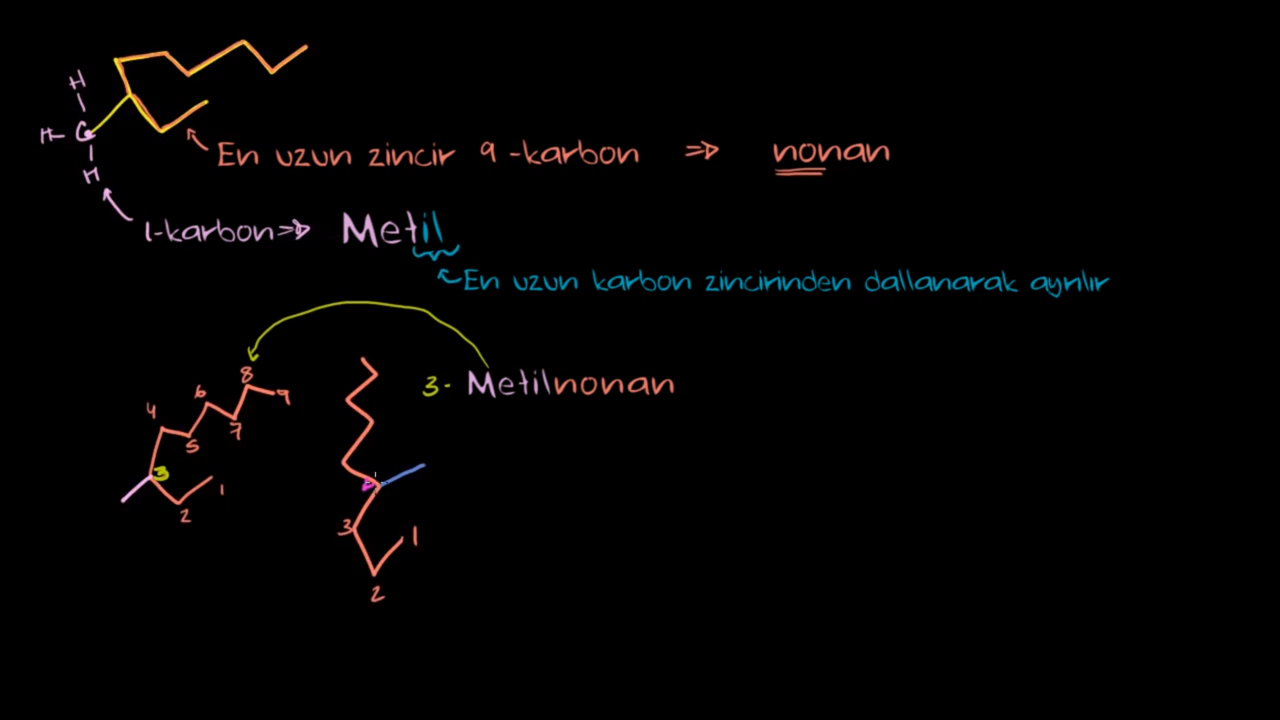 H
H- C
H
En uzun zincir 9-karbon ⇒ nonan
1-karbon ⇒ Metil
En uzun karbon zincirinden dallanarak ayrılır
3- Metilnonan
8
6 9
4
7
5
3
1
2
3 1
2